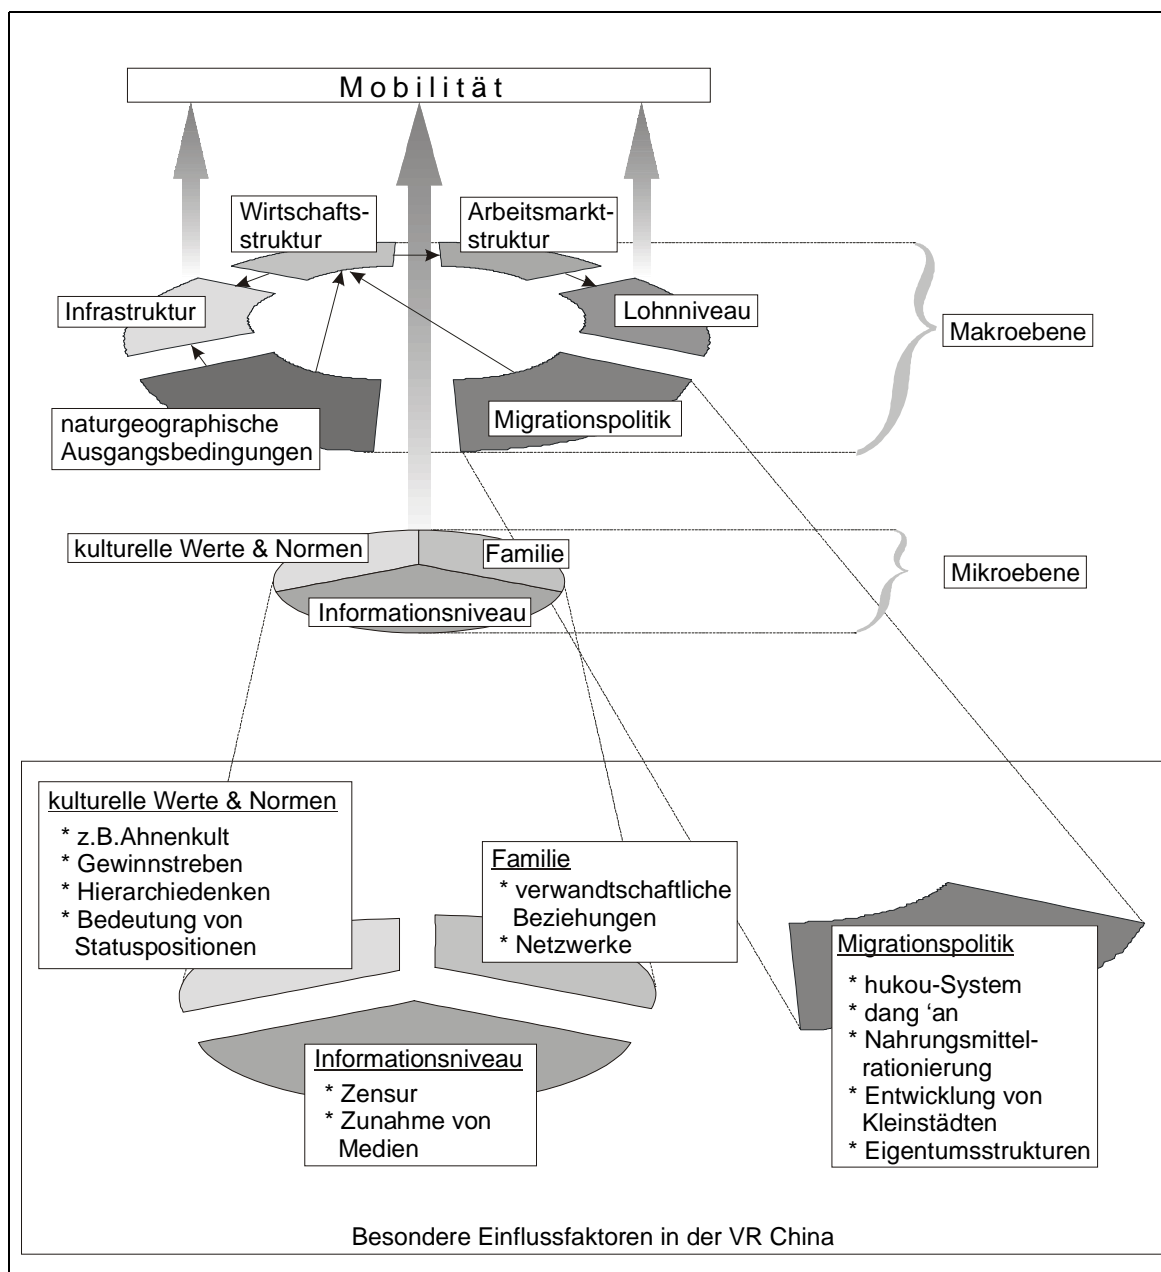 Mobilität
Wirtschafts-
struktur
Arbeitsmarkt-
struktur
Infrastruktur
Lohnniveau
Makroebene
naturgeographische
Ausgangsbedingungen
Migrationspolitik
kulturelle Werte & Normen
Familie
Informationsniveau
Mikroebene
kulturelle Werte & Normen
* z.B.Ahnenkult
* Gewinnstreben
* Hierarchiedenken
* Bedeutung von
Statuspositionen
Familie
* verwandtschaftliche
Beziehungen
* Netzwerke
Informationsniveau
* Zensur
* Zunahme von
Medien
Migrationspolitik
* hukou-System
* dang ‘an
* Nahrungsmittel-
rationierung
* Entwicklung von
Kleinstädten
* Eigentumsstrukturen
Besondere Einflussfaktoren in der VR China